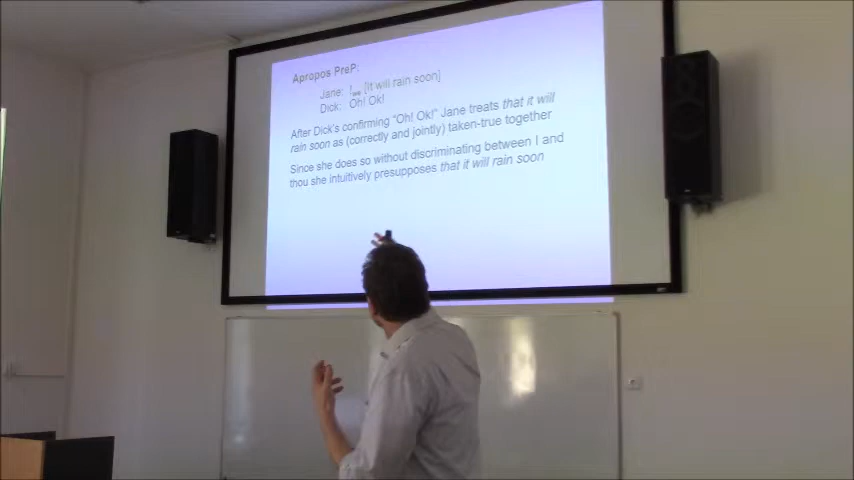 Apropos PreP:
Jane: !we [It will rain soon]
Dick: Oh! Ok!
After Dick's confirming "Oh! Ok!" Jane treats that it will
rain soon as (correctly and jointly) taken-true together
Since she does so without discriminating between I and
thou she intuitively presupposes that it will rain soon